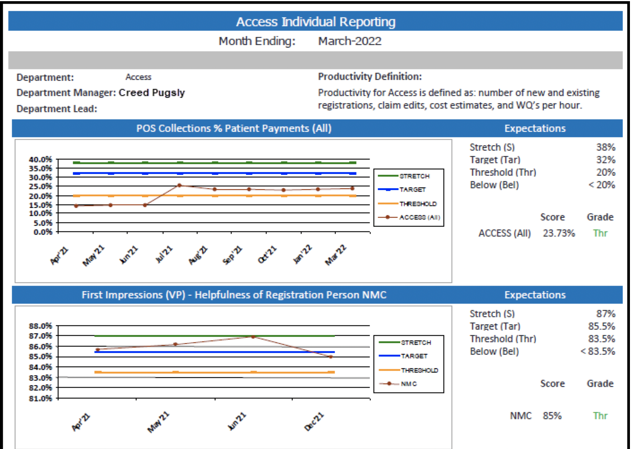 Access Individual Reporting
Month Ending: March-2022
Department: Access
Department Manager: Creed Pugsly
Department Lead:
Productivity Definition:
Productivity for Access is defined as: number of new and existing
registrations, claim edits, cost estimates, and WQ's per hour.
POS Collections % Patient Payments (All)
40.0%
35.0%
30.0%
25.0%
20.0%
15.0%
10.0%
5.0%
0.0%
Apr'21
May'21
Jun'21
Jul'21
Aug'21
Sep'21
Oct'21
Jan'22
Mar'22
STRETCH
TARGET
THRESHOLD
ACCESS (All)
Expectations
Stretch (S) 38%
Target (Tar) 32%
Threshold (Thr) 20%
Below (Bel) < 20%
Score Grade
ACCESS (All) 23.73% Thr
First Impressions (VP) - Helpfulness of Registration Person NMC
88.0%
87.0%
86.0%
85.0%
84.0%
83.0%
82.0%
81.0%
Apr'21
May'21
Jun'21
Dec'21
STRETCH
TARGET
THRESHOLD
NMC
Expectations
Stretch (S) 87%
Target (Tar) 85.5%
Threshold (Thr) 83.5%
Below (Bel) < 83.5%
Score Grade
NMC 85% Thr